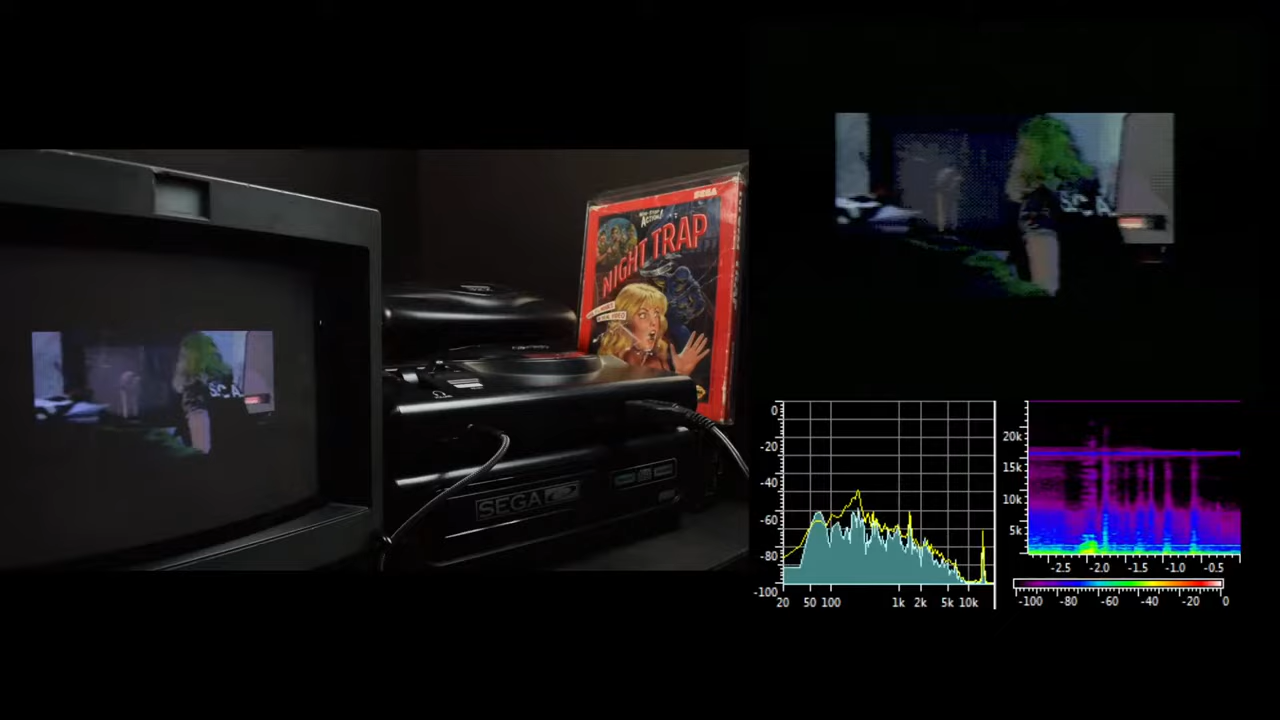 SEGA
ACTION!
NIGHT TRAP
SCA
SCA
SEGA CD
0
-20
-40
-60
-80
-100
20 50 100 1k 2k 5k 10k
20k
15k
10k
5k
-2.5 -2.0 -1.5 -1.0 -0.5
-100 -80 -60 -40 -20 0